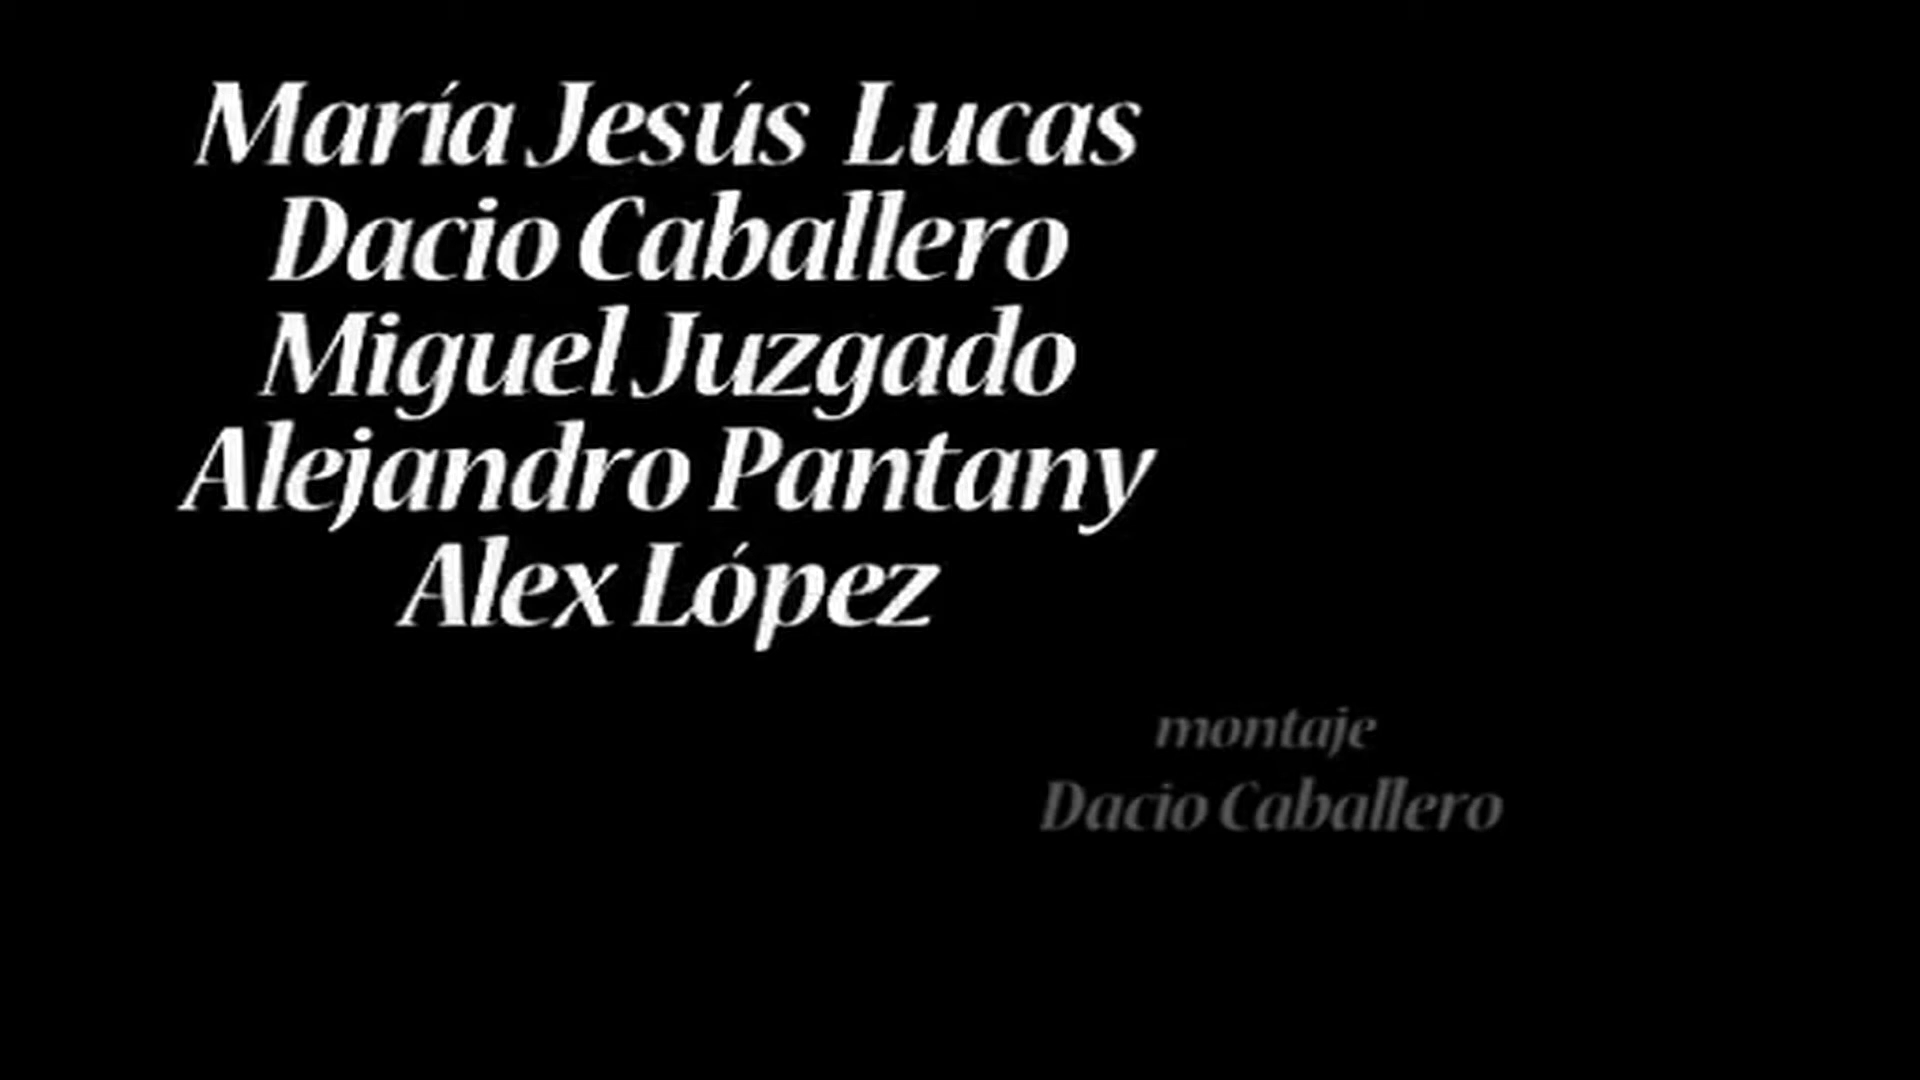 María Jesús Lucas
Dacio Caballero
Miguel Juzgado
Alejandro Pantany
Alex López
montaje
Dacio Caballero